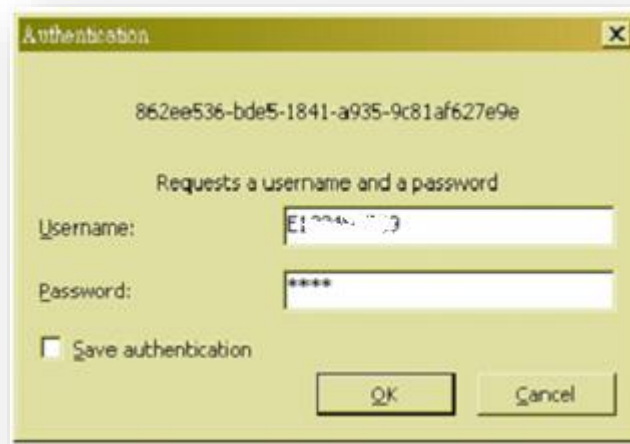 Authentication
862ee536-bde5-1841-a935-9c81af627e9e
Requests a username and a password
Username:
Password: ****
Save authentication
OK Cancel